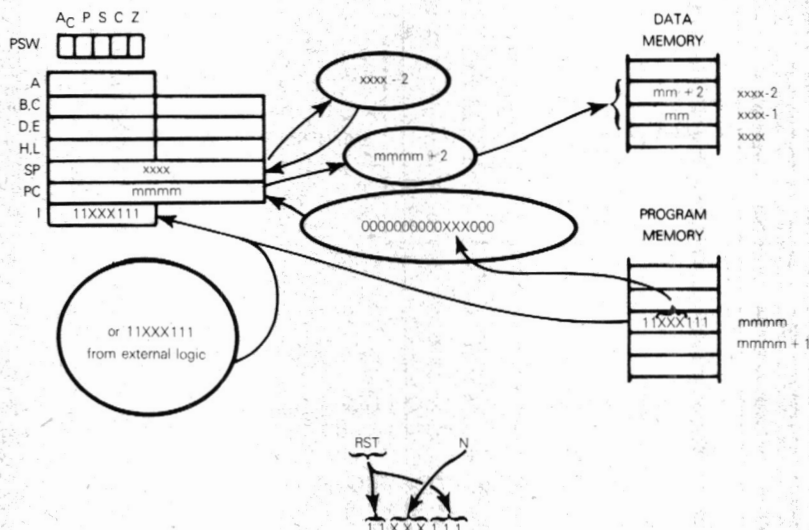 AC P S C Z
PSW
A
B,C
D,E
H,L
SP
xxxx
PC
mmmm
I
11XXX111
xxxx - 2
mmmm + 2
0000000000XXX000
or 11XXX111
from external logic
DATA
MEMORY
mm + 2
xxxx-2
mm
xxxx-1
xxxx
PROGRAM
MEMORY
11XXX111
mmmm
mmmm + 1
RST
N
11XXX111